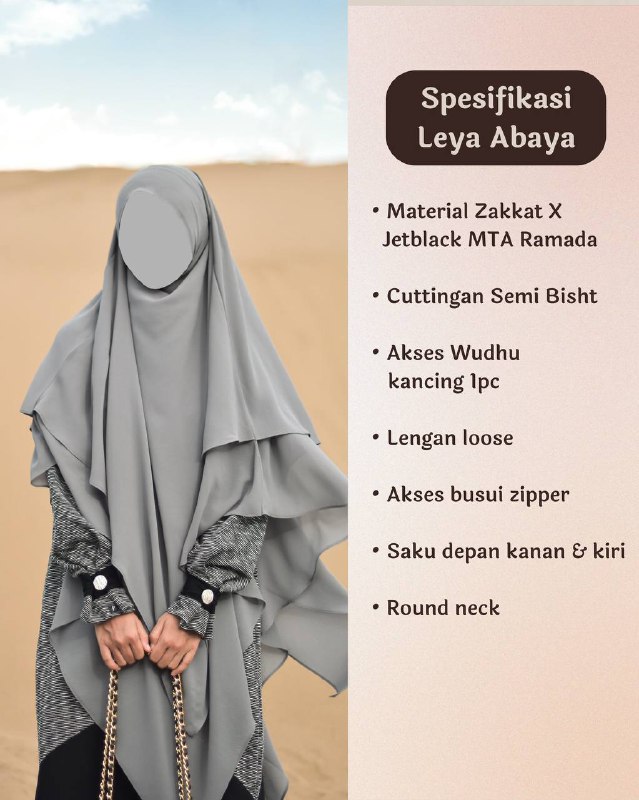 Spesifikasi
Leya Abaya
• Material Zakkat X
Jetblack MTA Ramada
• Cuttingan Semi Bisht
• Akses Wudhu
kancing 1pc
• Lengan loose
• Akses busui zipper
• Saku depan kanan & kiri
• Round neck